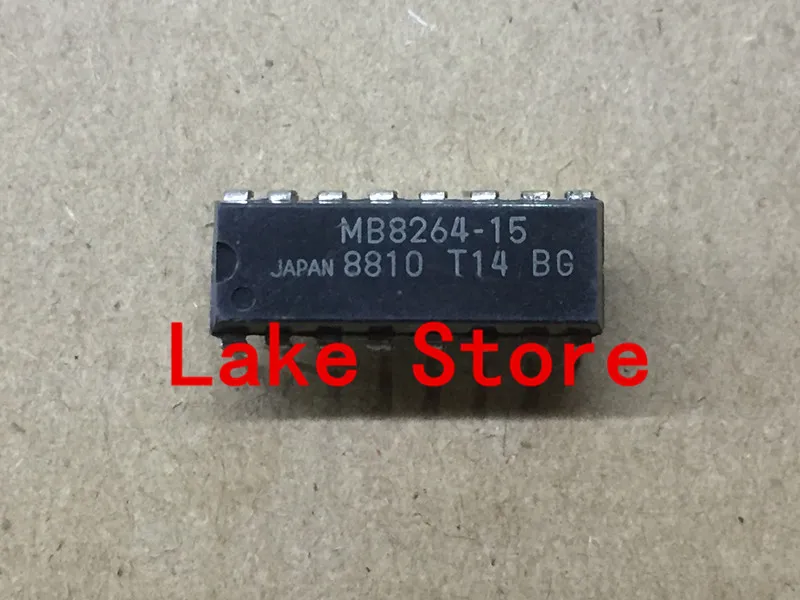 MB8264-15
JAPAN 8810 T14 BG
Lake Store